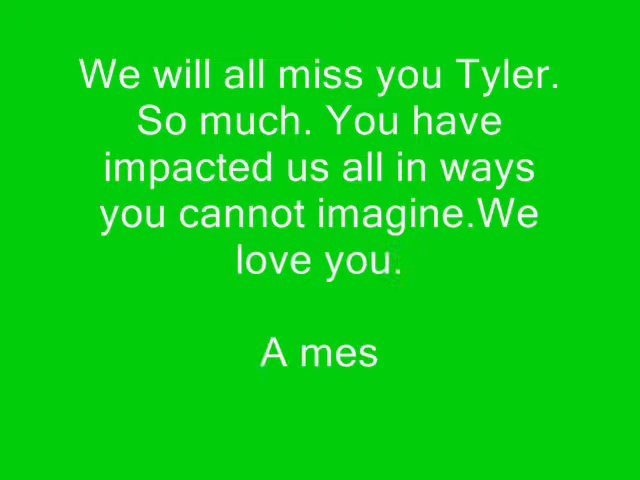 We will all miss you Tyler.
So much. You have
impacted us all in ways
you cannot imagine.We
love you.
A mes